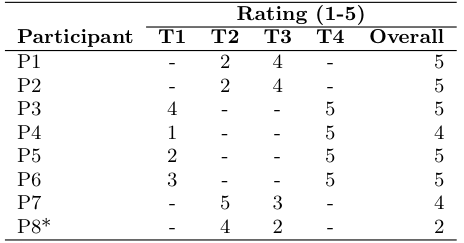 Rating (1-5)
Participant T1 T2 T3 T4 Overall
P1 - 2 4 - 5
P2 - 2 4 - 5
P3 4 - - 5 5
P4 1 - - 5 4
P5 2 - - 5 5
P6 3 - - 5 5
P7 - 5 3 - 4
P8* - 4 2 - 2